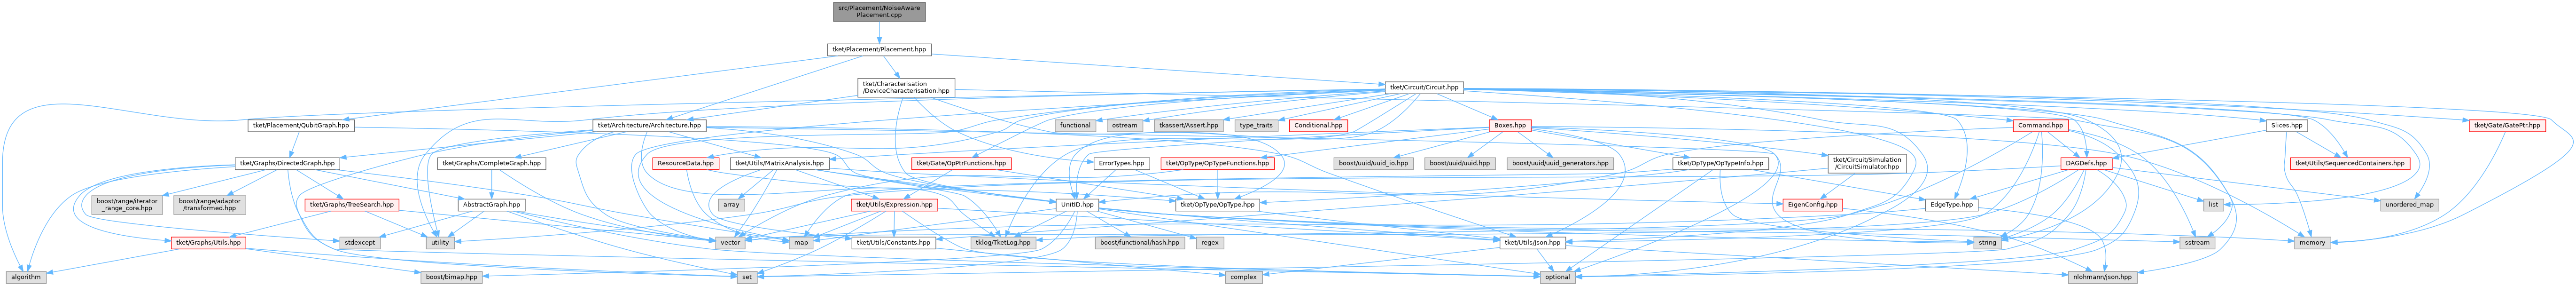 src/Placement/NoiseAware
Placement.cpp
tket/Placement/Placement.hpp
tket/Characterisation
/DeviceCharacterisation.hpp
tket/Circuit/Circuit.hpp
tket/Placement/QubitGraph.hpp
tket/Architecture/Architecture.hpp
functional
ostream
tkassert/Assert.hpp
type_traits
Conditional.hpp
Boxes.hpp
Command.hpp
Slices.hpp
tket/Gate/GatePtr.hpp
tket/Graphs/DirectedGraph.hpp
tket/Graphs/CompleteGraph.hpp
ResourceData.hpp
tket/Utils/MatrixAnalysis.hpp
tket/Gate/OpPtrFunctions.hpp
ErrorTypes.hpp
tket/OpType/OpTypeFunctions.hpp
boost/uuid/uuid_io.hpp
boost/uuid/uuid.hpp
boost/uuid/uuid_generators.hpp
tket/OpType/OpTypeInfo.hpp
tket/Circuit/Simulation
/CircuitSimulator.hpp
DAGDefs.hpp
tket/Utils/SequencedContainers.hpp
boost/range/iterator
_range_core.hpp
boost/range/adaptor
/transformed.hpp
tket/Graphs/TreeSearch.hpp
AbstractGraph.hpp
array
tket/Utils/Expression.hpp
UnitID.hpp
tket/OpType/OpType.hpp
EigenConfig.hpp
EdgeType.hpp
list
unordered_map
tket/Graphs/Utils.hpp
stdexcept
utility
vector
map
tket/Utils/Constants.hpp
tklog/TketLog.hpp
boost/functional/hash.hpp
regex
tket/Utils/Json.hpp
string
sstream
memory
algorithm
boost/bimap.hpp
set
complex
optional
nlohmann/json.hpp